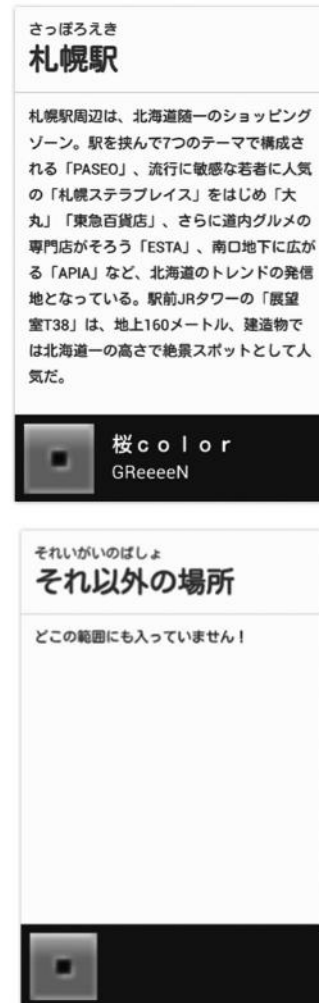 さっぽろえき
札幌駅
札幌駅周辺は、北海道随一のショッピング
ゾーン。駅を挟んで7つのテーマで構成さ
れる「PASEO」、流行に敏感な若者に人気
の「札幌ステラプレイス」をはじめ「大
丸」「東急百貨店」、さらに道内グルメの
専門店がそろう「ESTA」、南口地下に広が
る「APIA」など、北海道のトレンドの発信
地となっている。駅前JRタワーの「展望
室T38」は、地上160メートル、建造物で
は北海道一の高さで絶景スポットとして人
気だ。
桜ｃｏｌｏｒ
GReeeeN
それいがいのばしょ
それ以外の場所
どこの範囲にも入っていません！